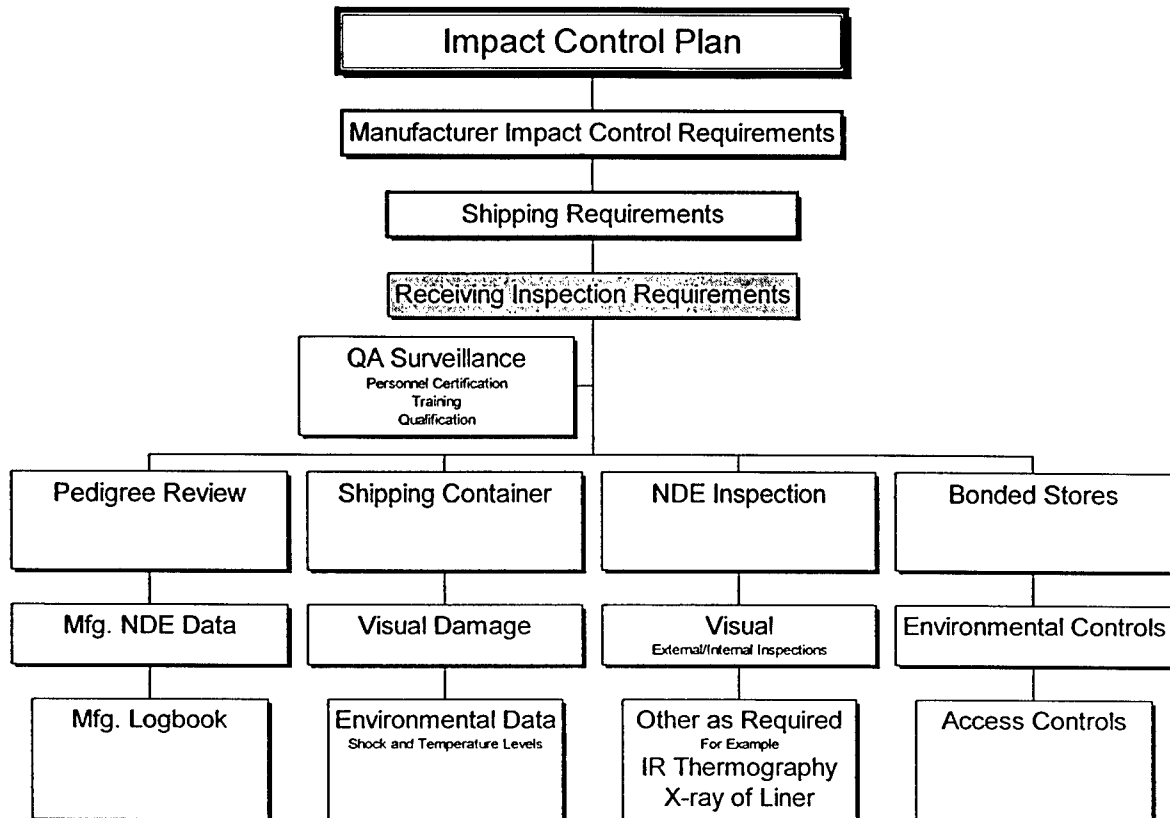 Impact Control Plan
Manufacturer Impact Control Requirements
Shipping Requirements
Receiving Inspection Requirements
QA Surveillance
Personnel Certification
Training
Qualification
Pedigree Review
Shipping Container
NDE Inspection
Bonded Stores
Mfg. NDE Data
Visual Damage
Visual
External/Internal Inspections
Environmental Controls
Mfg. Logbook
Environmental Data
Shock and Temperature Levels
Other as Required
For Example
IR Thermography
X-ray of Liner
Access Controls